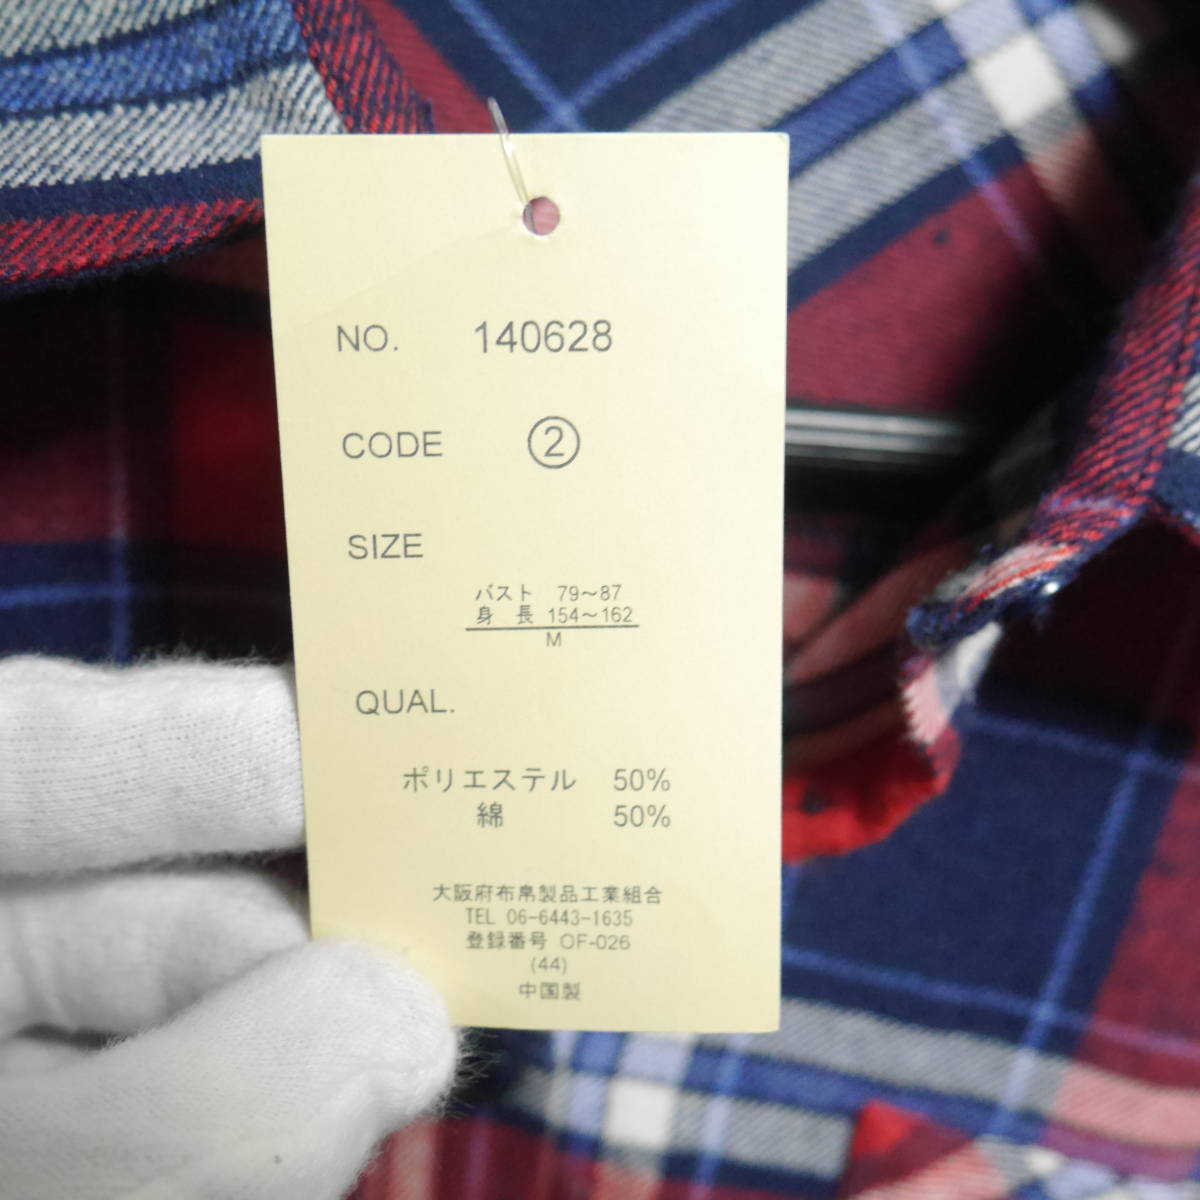 NO. 140628
CODE ②
SIZE
バスト 79～87
身長 154～162
M
QUAL.
ポリエステル 50%
綿 50%
大阪府布帛製品工業組合
TEL 06-6443-1635
登録番号 OF-026
(44)
中国製